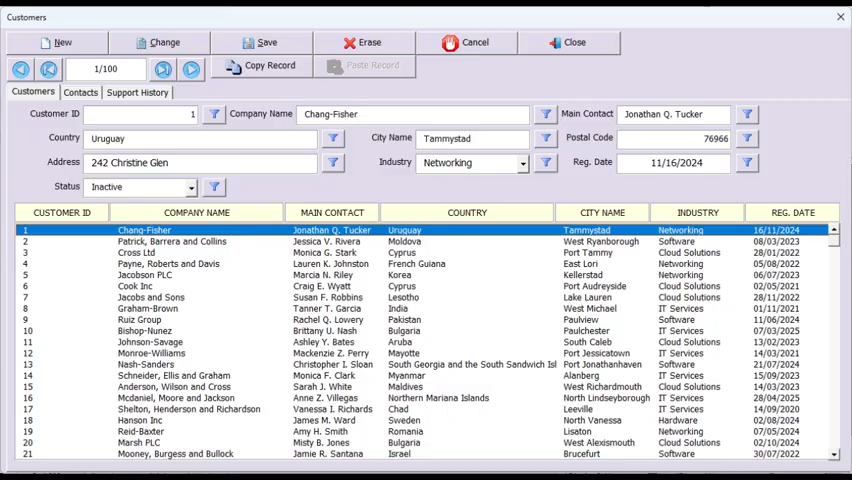 Customers
New Change Save Erase Cancel Close
1/100 Copy Record Paste Record
Customers Contacts Support History
Customer ID 1 Company Name Chang-Fisher Main Contact Jonathan Q. Tucker
Country Uruguay City Name Tammystad Postal Code 76966
Address 242 Christine Glen Industry Networking Reg. Date 11/16/2024
Status Inactive
CUSTOMER ID COMPANY NAME MAIN CONTACT COUNTRY CITY NAME INDUSTRY REG. DATE
1 Chang-Fisher Jonathan Q. Tucker Uruguay Tammystad Networking 16/11/2024
2 Patrick, Barrera and Collins Jessica V. Rivera Moldova West Ryanborough Software 08/03/2023
3 Cross Ltd Monica G. Stark Cyprus Port Tammy Cloud Solutions 28/01/2022
4 Payne, Roberts and Davis Lauren K. Johnston French Guiana East Lori Networking 05/08/2022
5 Jacobson PLC Marcia N. Riley Korea Kellerstad Networking 06/07/2023
6 Cook Inc Craig E. Wyatt Cyprus Port Audreyside Cloud Solutions 02/07/2021
7 Jacobs and Sons Susan F. Robbins Lesotho Lake Lauren Cloud Solutions 28/11/2022
8 Graham-Brown Tanner T. Garcia India West Michael IT Services 13/11/2021
9 Ruiz Group Rachel Q. Lowery Pakistan Paulview Software 11/06/2024
10 Bishop-Nunez Brittany U. Nash Bulgaria Paulchester IT Services 07/03/2025
11 Johnson-Savage Ashley Y. Bates Aruba South Caleb Cloud Solutions 13/02/2022
12 Monroe-Williams Mackenzie Z. Perry Mayotte Port Jessicatown IT Services 14/03/2021
13 Nash-Sanders Christopher I. Sloan South Georgia and the South Sandwich Isl Port Jonathanhaven Software 21/07/2024
14 Schneider, Ellis and Graham Monica F. Clark Myanmar Alanberg IT Services 15/09/2023
15 Anderson, Wilson and Cross Sarah J. White Maldives West Richardmouth Cloud Solutions 14/03/2023
16 Mcdaniel, Moore and Jackson Anne Z. Villegas Northern Mariana Islands North Lindseyborough IT Services 28/04/2025
17 Shelton, Henderson and Richardson Vanessa I. Richards Chad Leeville IT Services 14/09/2020
18 Hanson Inc James M. Ward Sweden North Vanessa Hardware 02/08/2024
19 Reid-Baxter Amy H. Smith Romania Lisaton Networking 07/05/2024
20 Marsh PLC Misty B. Jones Bulgaria West Alexismouth Cloud Solutions 02/10/2024
21 Mooney, Burgess and Bullock Jamie R. Santana Israel Brucefurt Cloud Solutions 30/07/2022